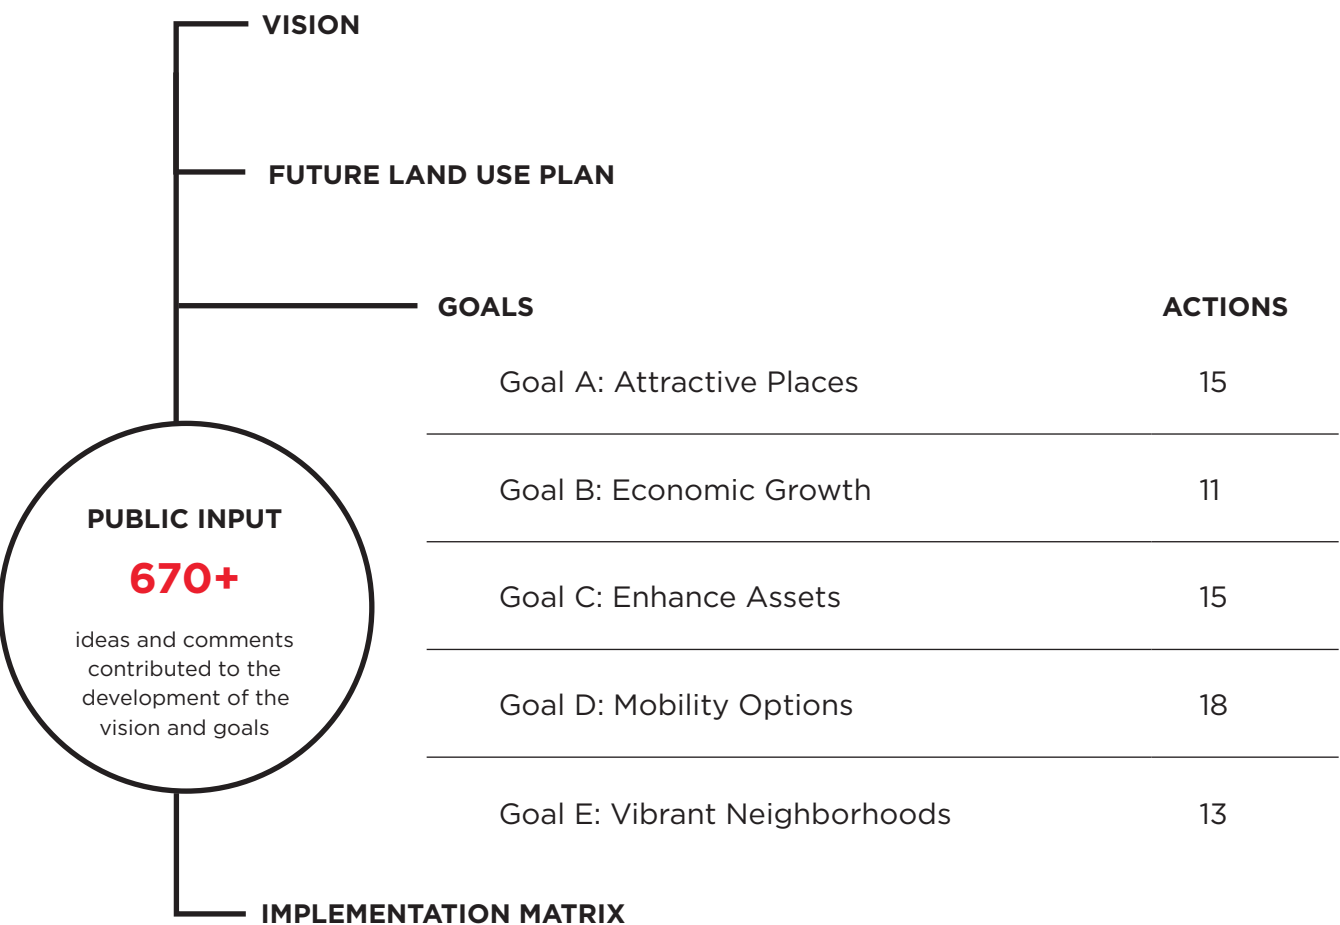 VISION
FUTURE LAND USE PLAN
GOALS ACTIONS
Goal A: Attractive Places 15
Goal B: Economic Growth 11
Goal C: Enhance Assets 15
Goal D: Mobility Options 18
Goal E: Vibrant Neighborhoods 13
PUBLIC INPUT
670+
ideas and comments
contributed to the
development of the
vision and goals
IMPLEMENTATION MATRIX